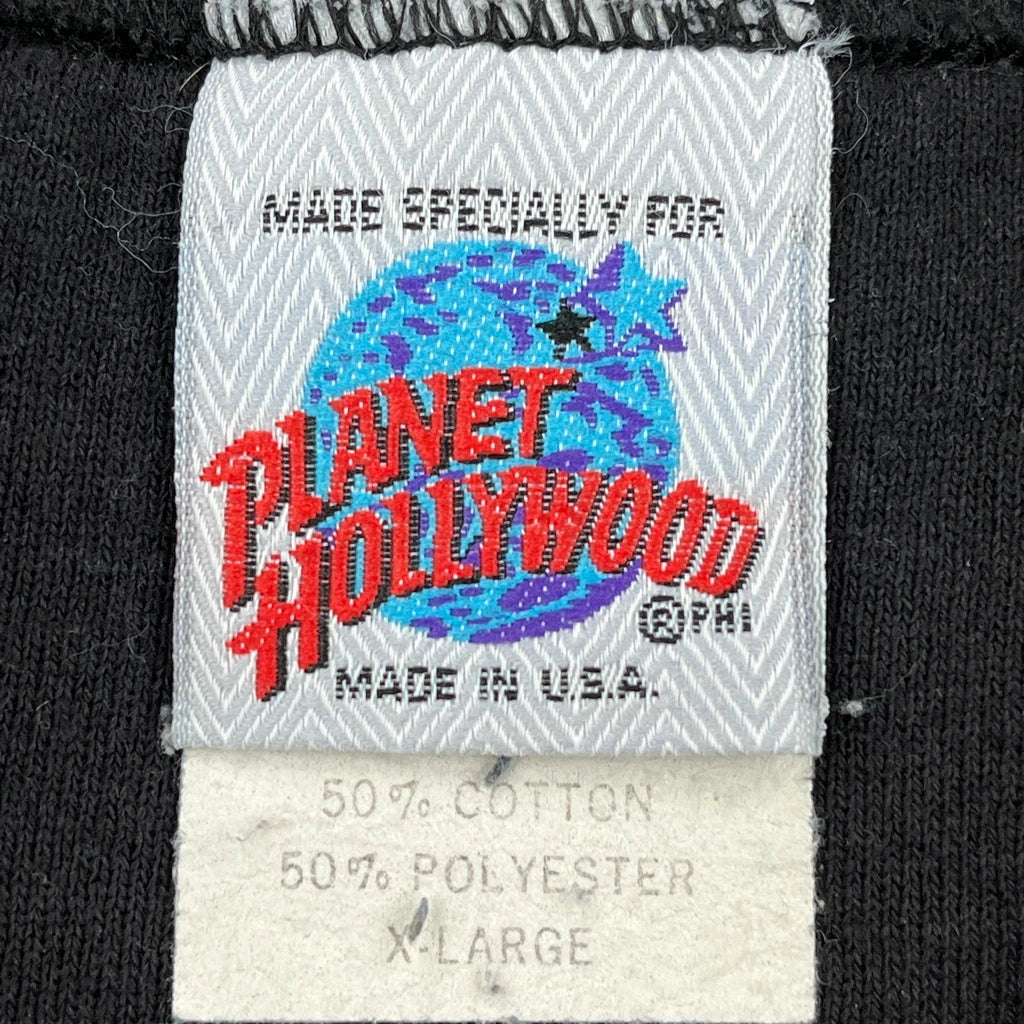 MADE SPECIALLY FOR
PLANET
HOLLYWOOD
® PHI
MADE IN U.S.A.
50% COTTON
50% POLYESTER
X-LARGE